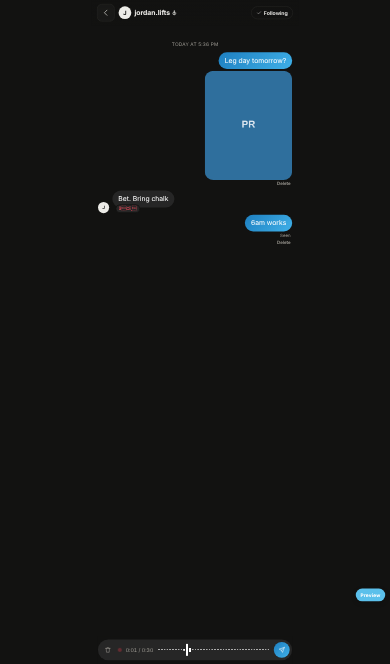 J jordan.lifts
Following
TODAY AT 5:36 PM
Leg day tomorrow?
PR
Delete
Bet. Bring chalk
J
6am works
Seen
Delete
Preview
0:01 / 0:30